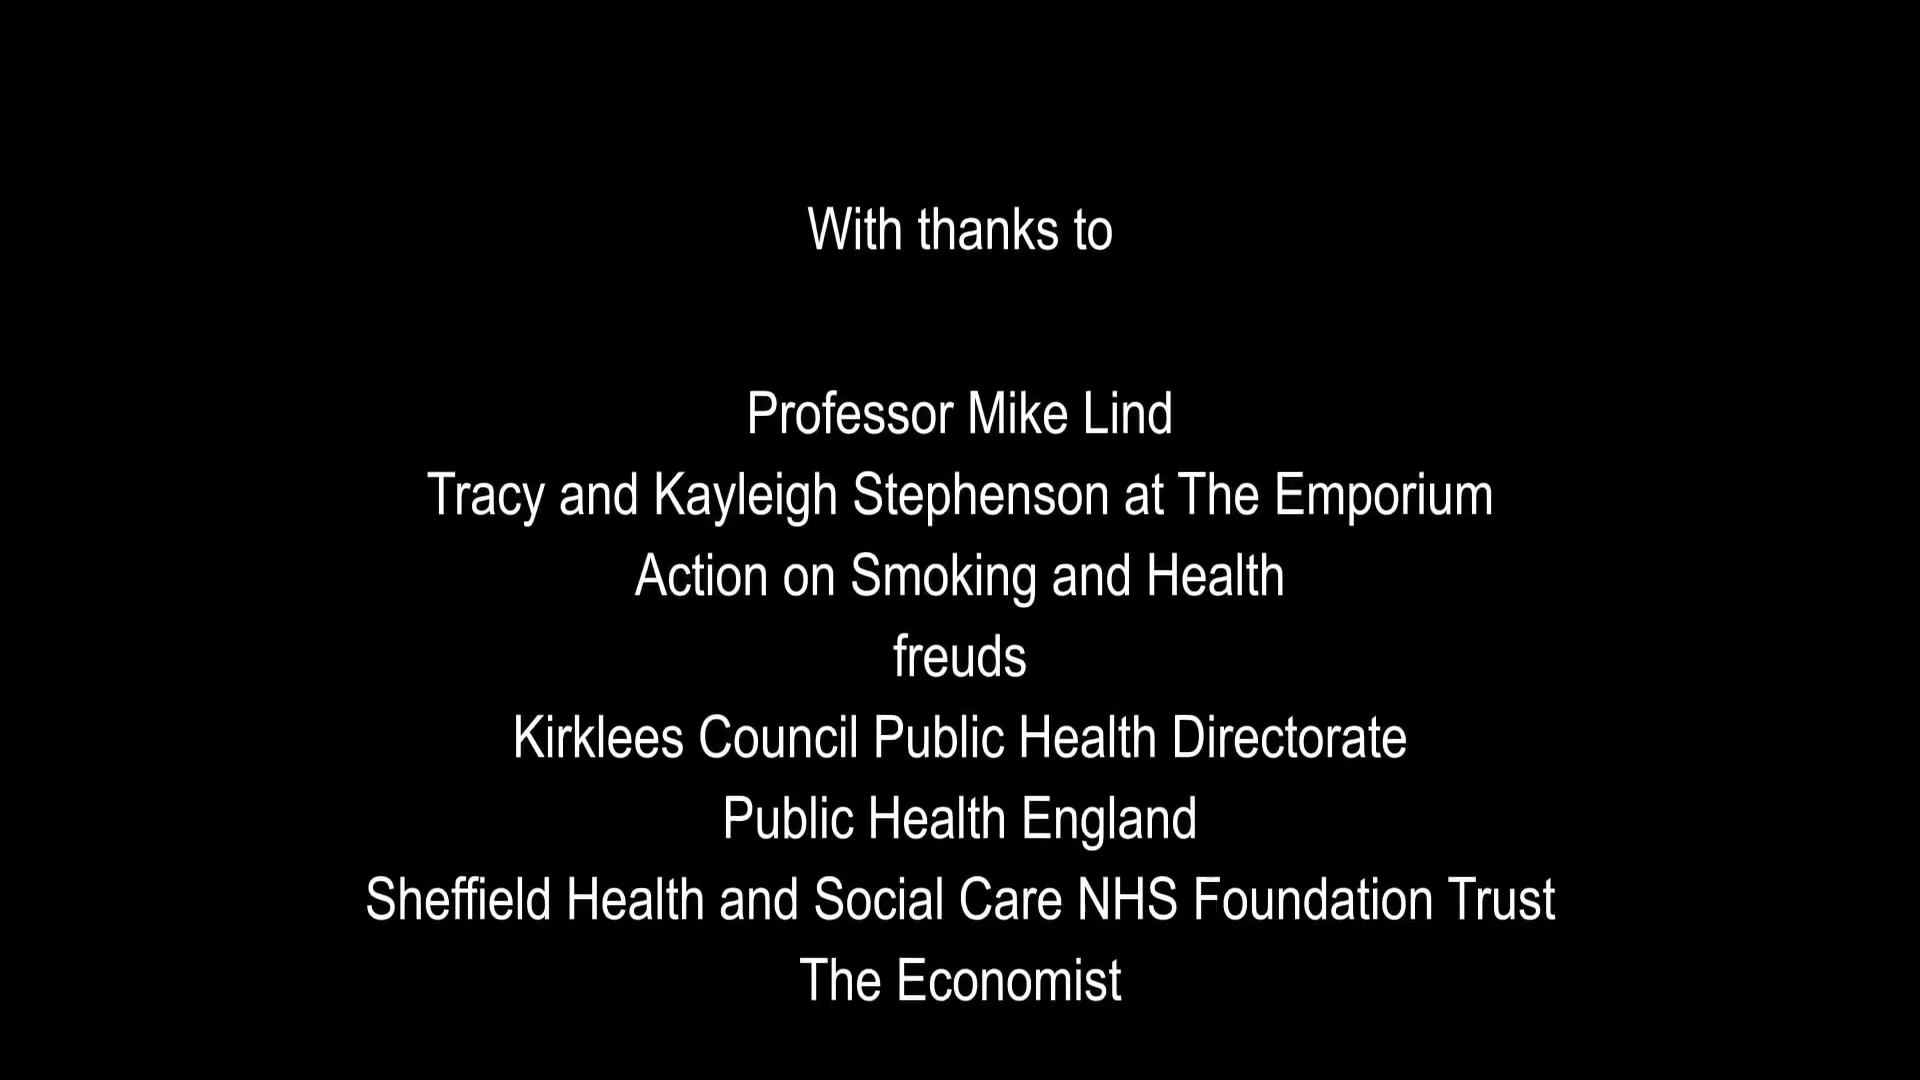 With thanks to
Professor Mike Lind
Tracy and Kayleigh Stephenson at The Emporium
Action on Smoking and Health
freuds
Kirklees Council Public Health Directorate
Public Health England
Sheffield Health and Social Care NHS Foundation Trust
The Economist